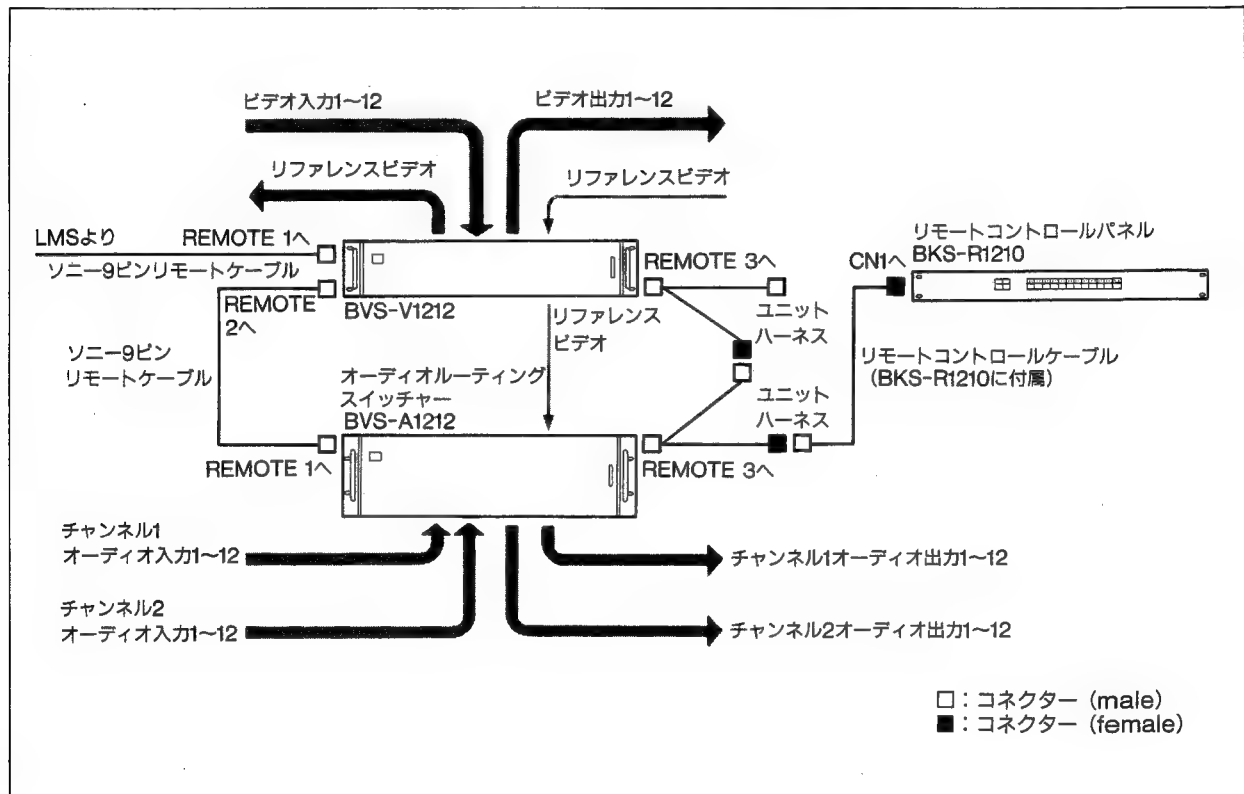 ビデオ入力1〜12
ビデオ出力1〜12
リファレンスビデオ
リファレンスビデオ
LMSより
REMOTE 1へ
ソニー9ピンリモートケーブル
REMOTE
2へ
BVS-V1212
REMOTE 3へ
CN1へ
リモートコントロールパネル
BKS-R1210
ユニット
ハーネス
リファレンス
ビデオ
ソニー9ピン
リモートケーブル
オーディオルーティング
スイッチャー
BVS-A1212
リモートコントロールケーブル
（BKS-R1210に付属）
ユニット
ハーネス
REMOTE 1へ
REMOTE 3へ
チャンネル1
オーディオ入力1〜12
チャンネル1オーディオ出力1〜12
チャンネル2
オーディオ入力1〜12
チャンネル2オーディオ出力1〜12
□：コネクター (male)
■：コネクター (female)